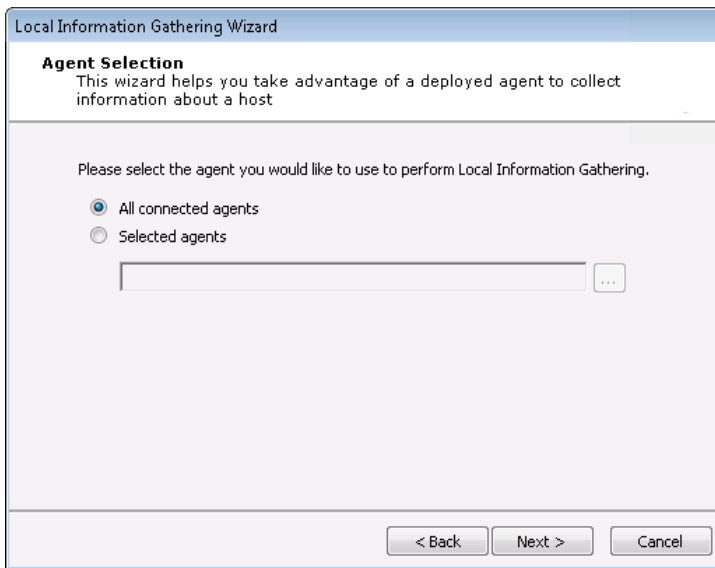 Local Information Gathering Wizard
Agent Selection
This wizard helps you take advantage of a deployed agent to collect
information about a host
Please select the agent you would like to use to perform Local Information Gathering.
All connected agents
Selected agents
...
< Back Next > Cancel